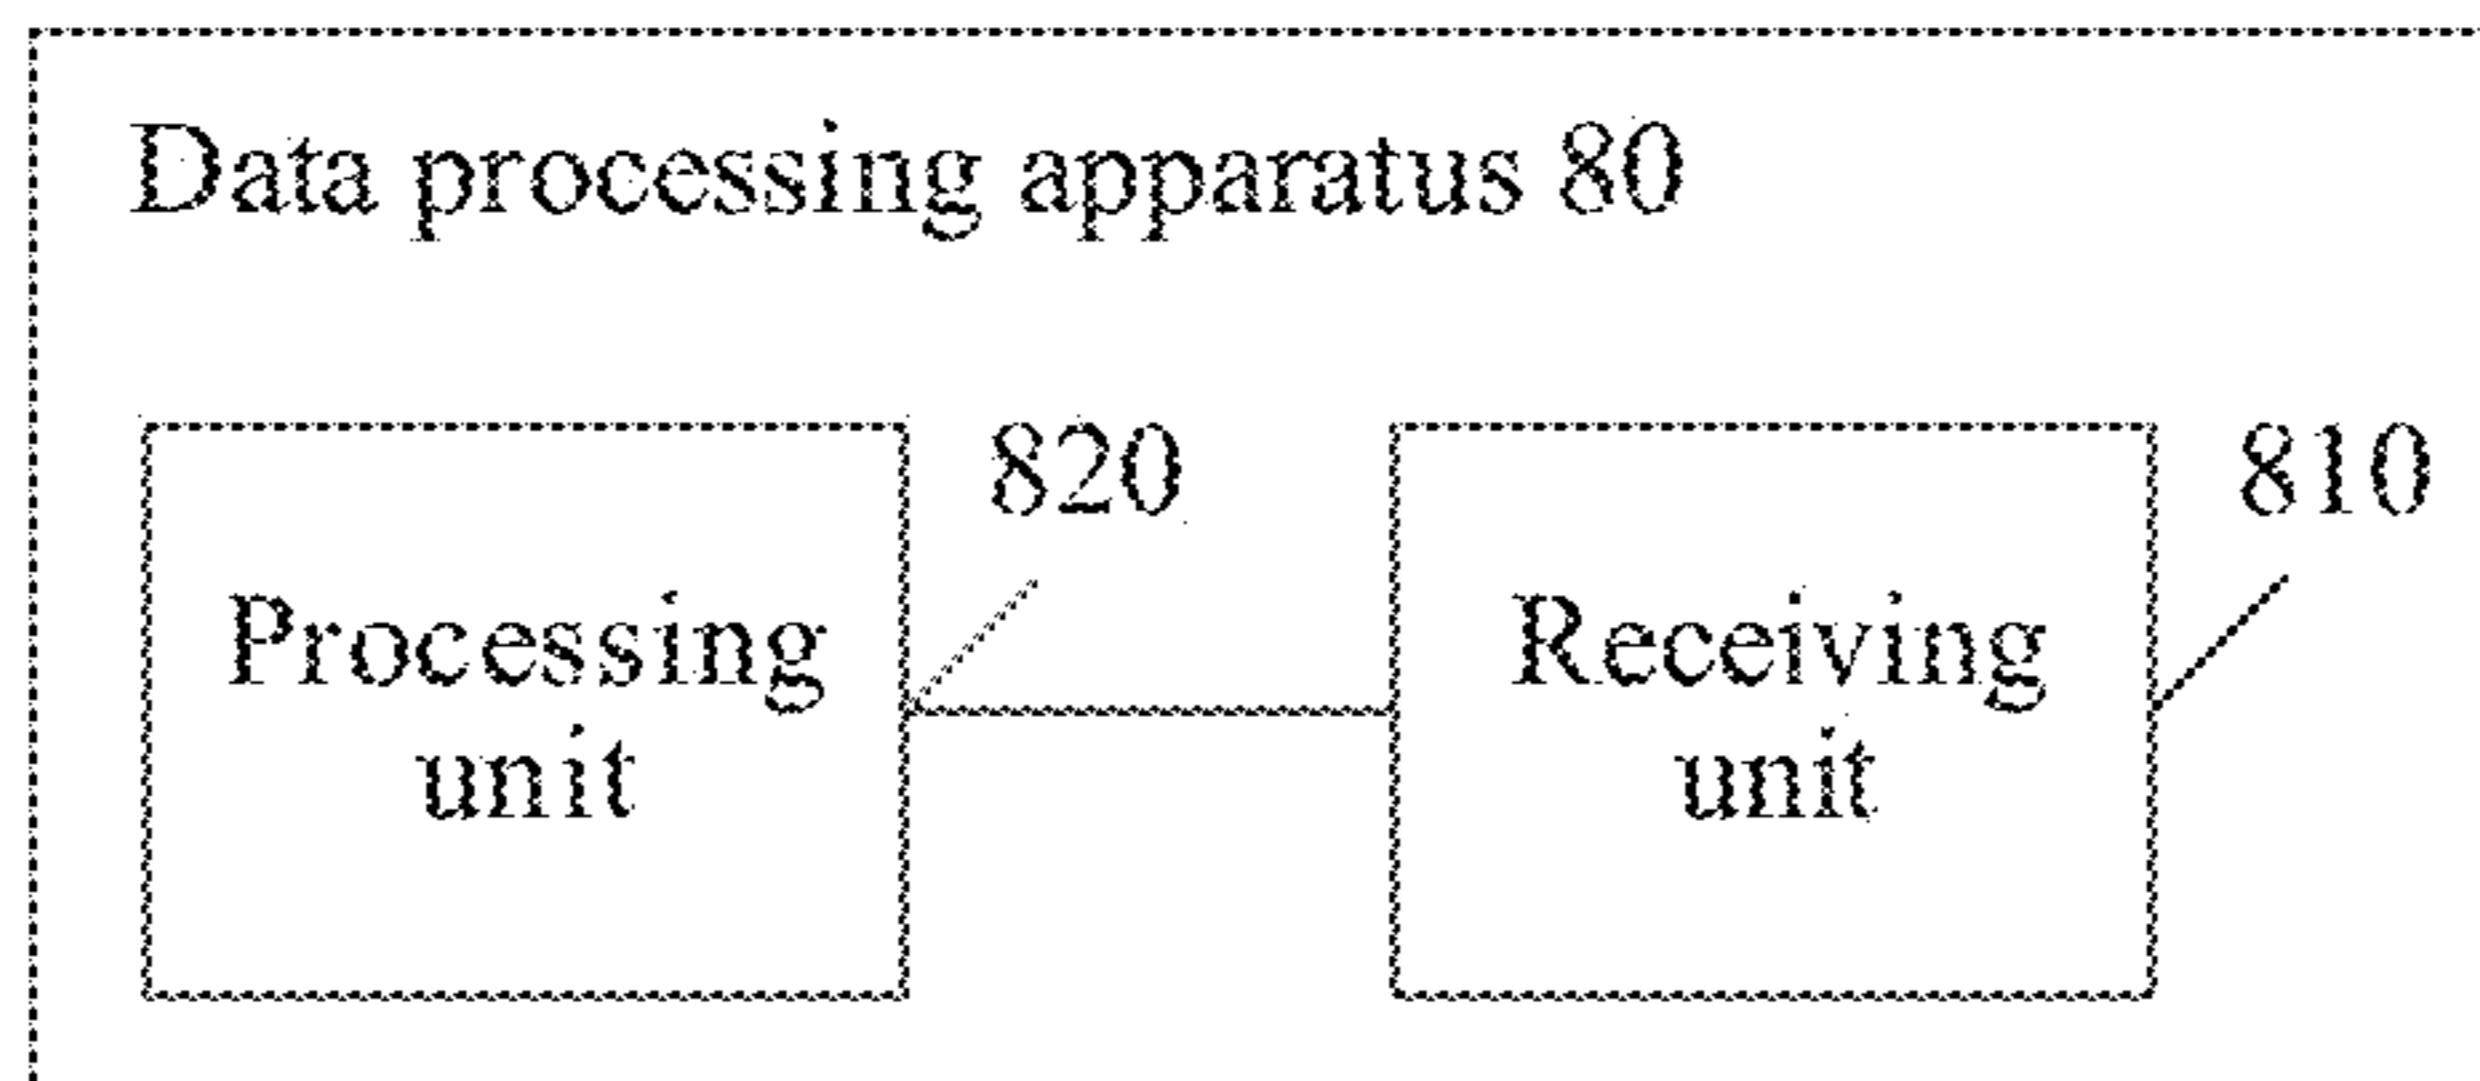 Data processing apparatus 80
820
810
Processing
unit
Receiving
unit